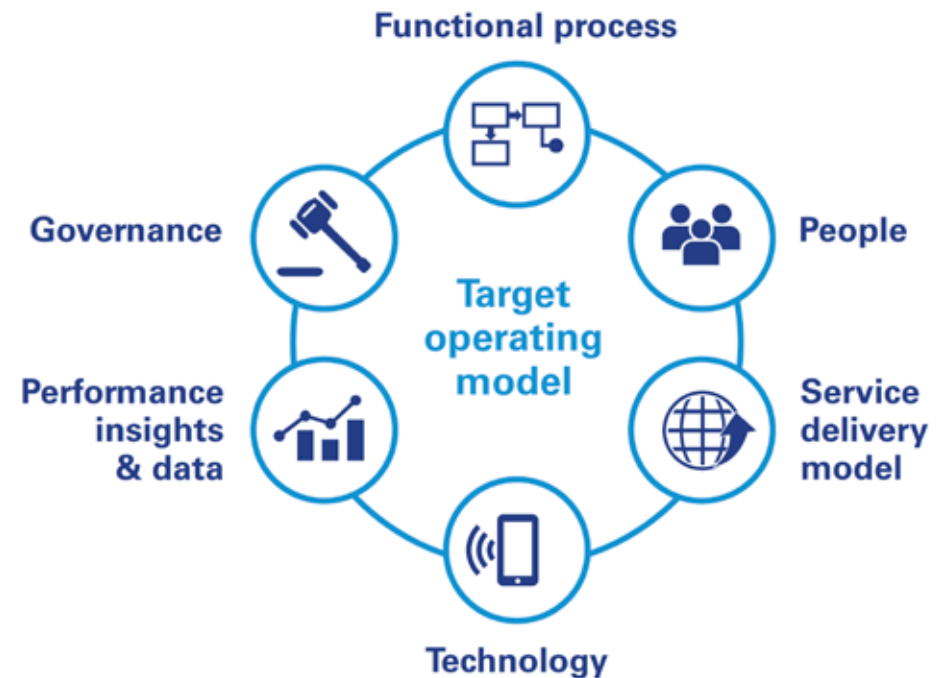 Functional process
Governance
People
Target
operating
model
Performance
insights
& data
Service
delivery
model
Technology